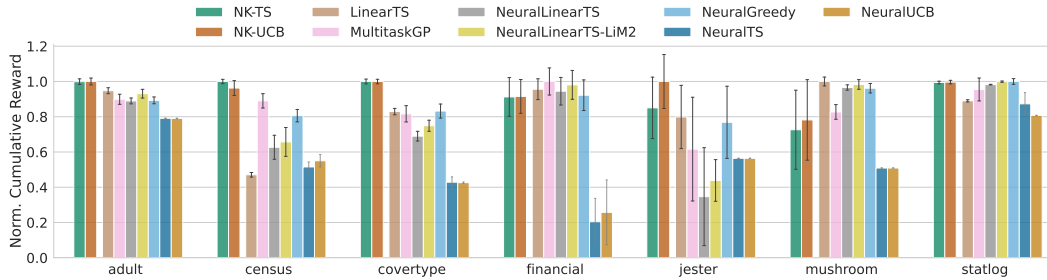 NK-TS LinearTS NeuralLinearTS NeuralGreedy NeuralUCB
NK-UCB MultitaskGP NeuralLinearTS-LiM2 NeuralTS
Norm. Cumulative Reward
1.2
1.0
0.8
0.6
0.4
0.2
0.0
adult census covertype financial jester mushroom statlog